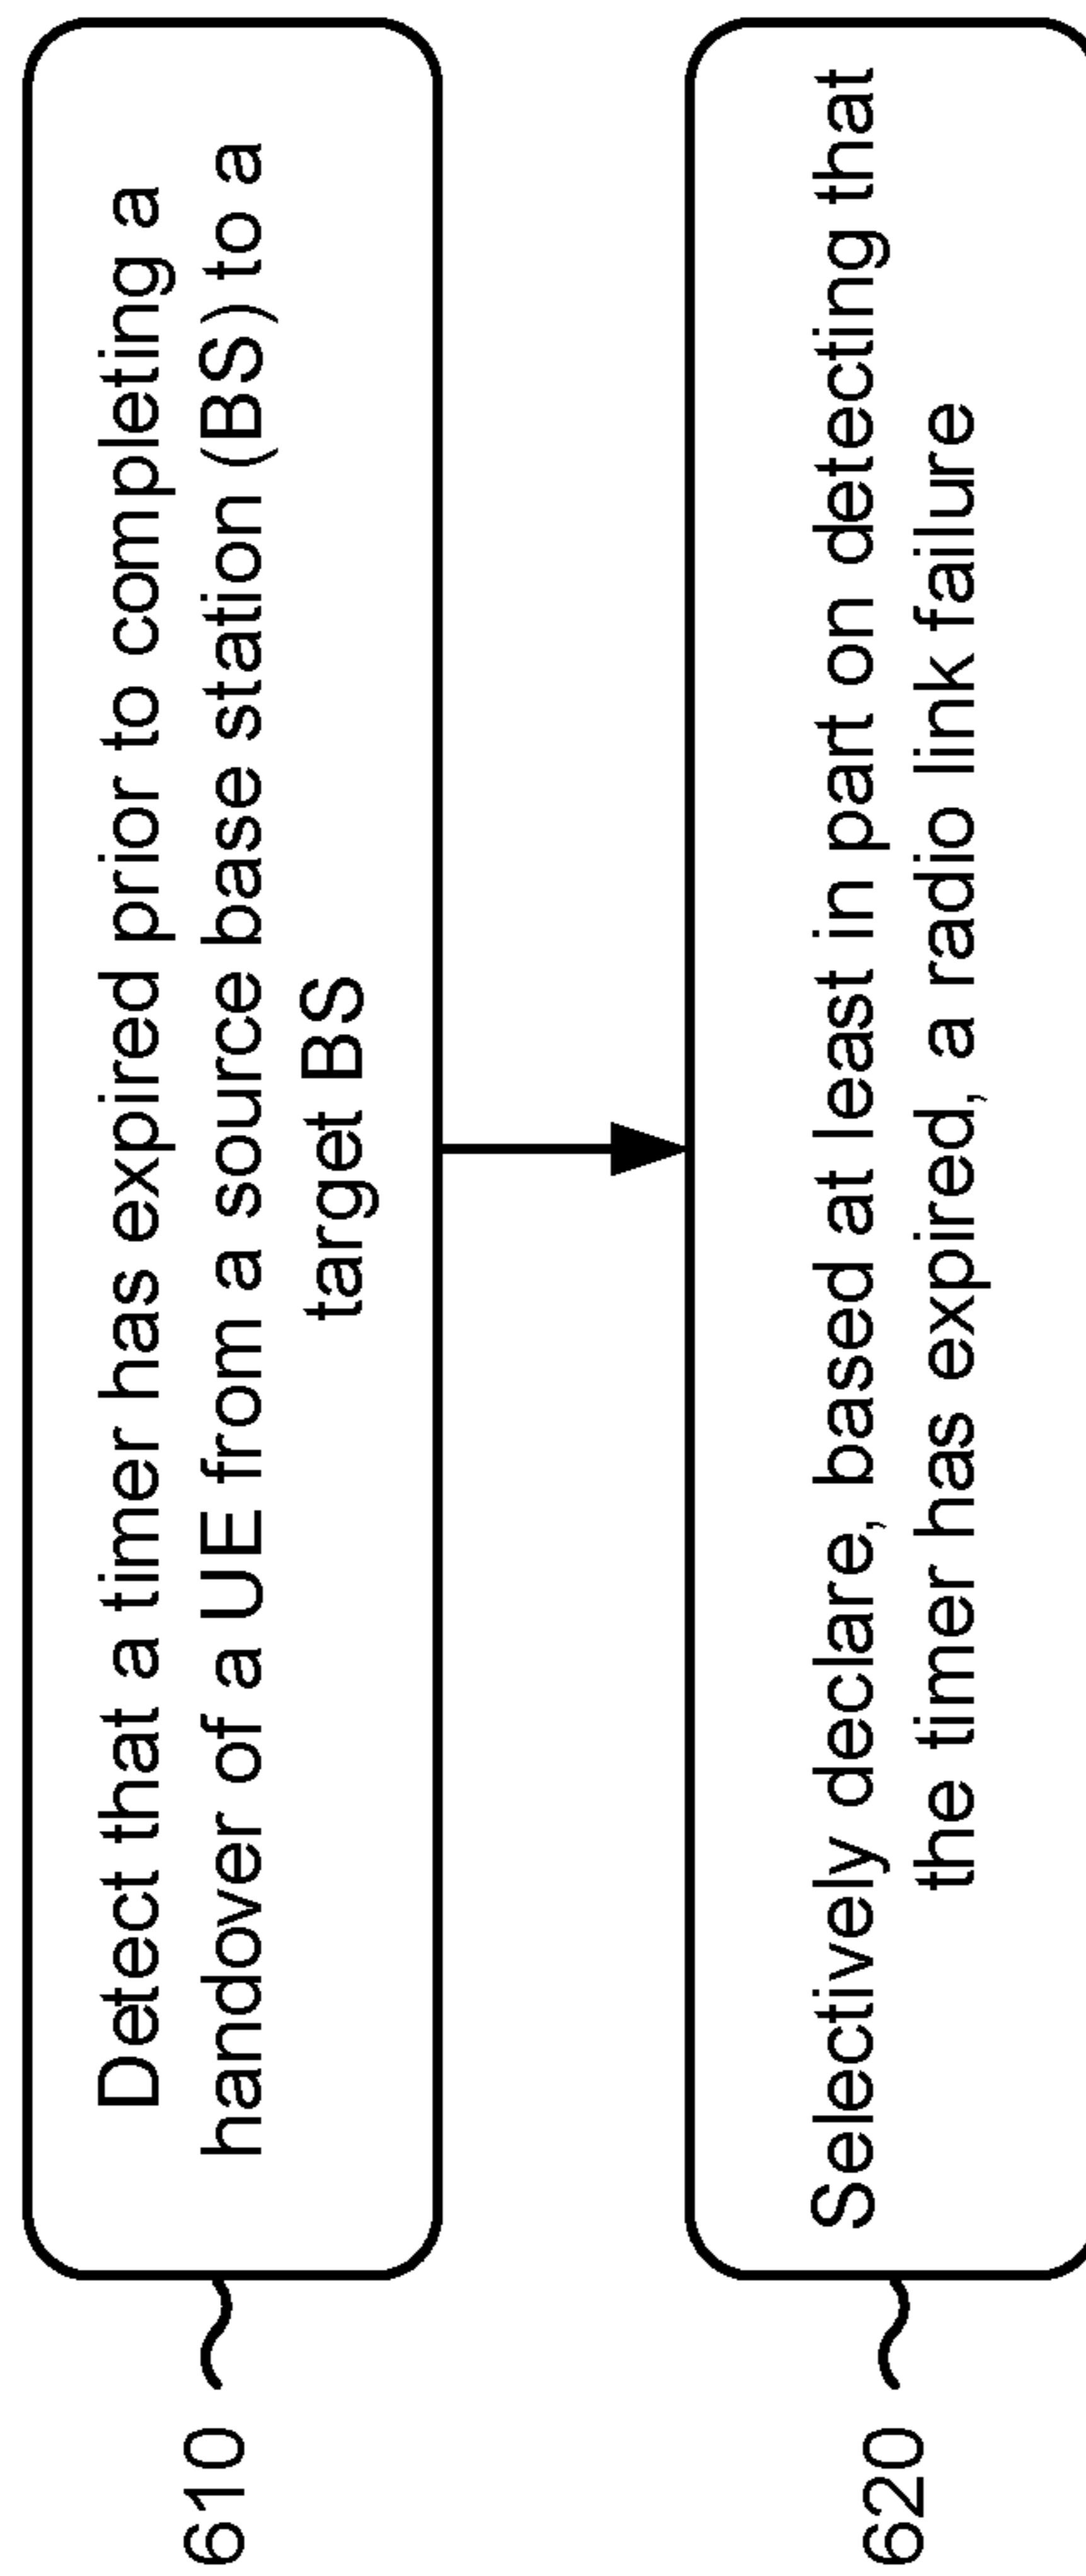 610
Detect that a timer has expired prior to completing a
handover of a UE from a source base station (BS) to a
target BS
620
Selectively declare, based at least in part on detecting that
the timer has expired, a radio link failure